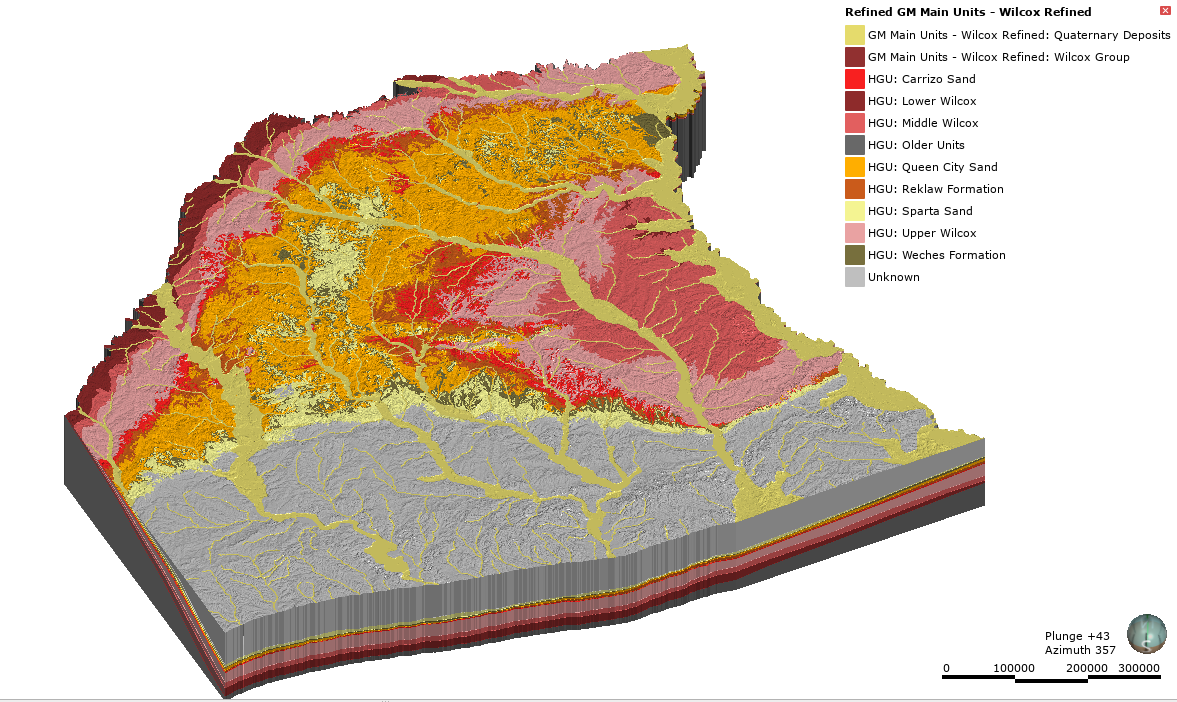 Refined GM Main Units - Wilcox Refined
GM Main Units - Wilcox Refined: Quaternary Deposits
GM Main Units - Wilcox Refined: Wilcox Group
HGU: Carrizo Sand
HGU: Lower Wilcox
HGU: Middle Wilcox
HGU: Older Units
HGU: Queen City Sand
HGU: Reklaw Formation
HGU: Sparta Sand
HGU: Upper Wilcox
HGU: Weches Formation
Unknown
Plunge +43
Azimuth 357
0 100000 200000 300000